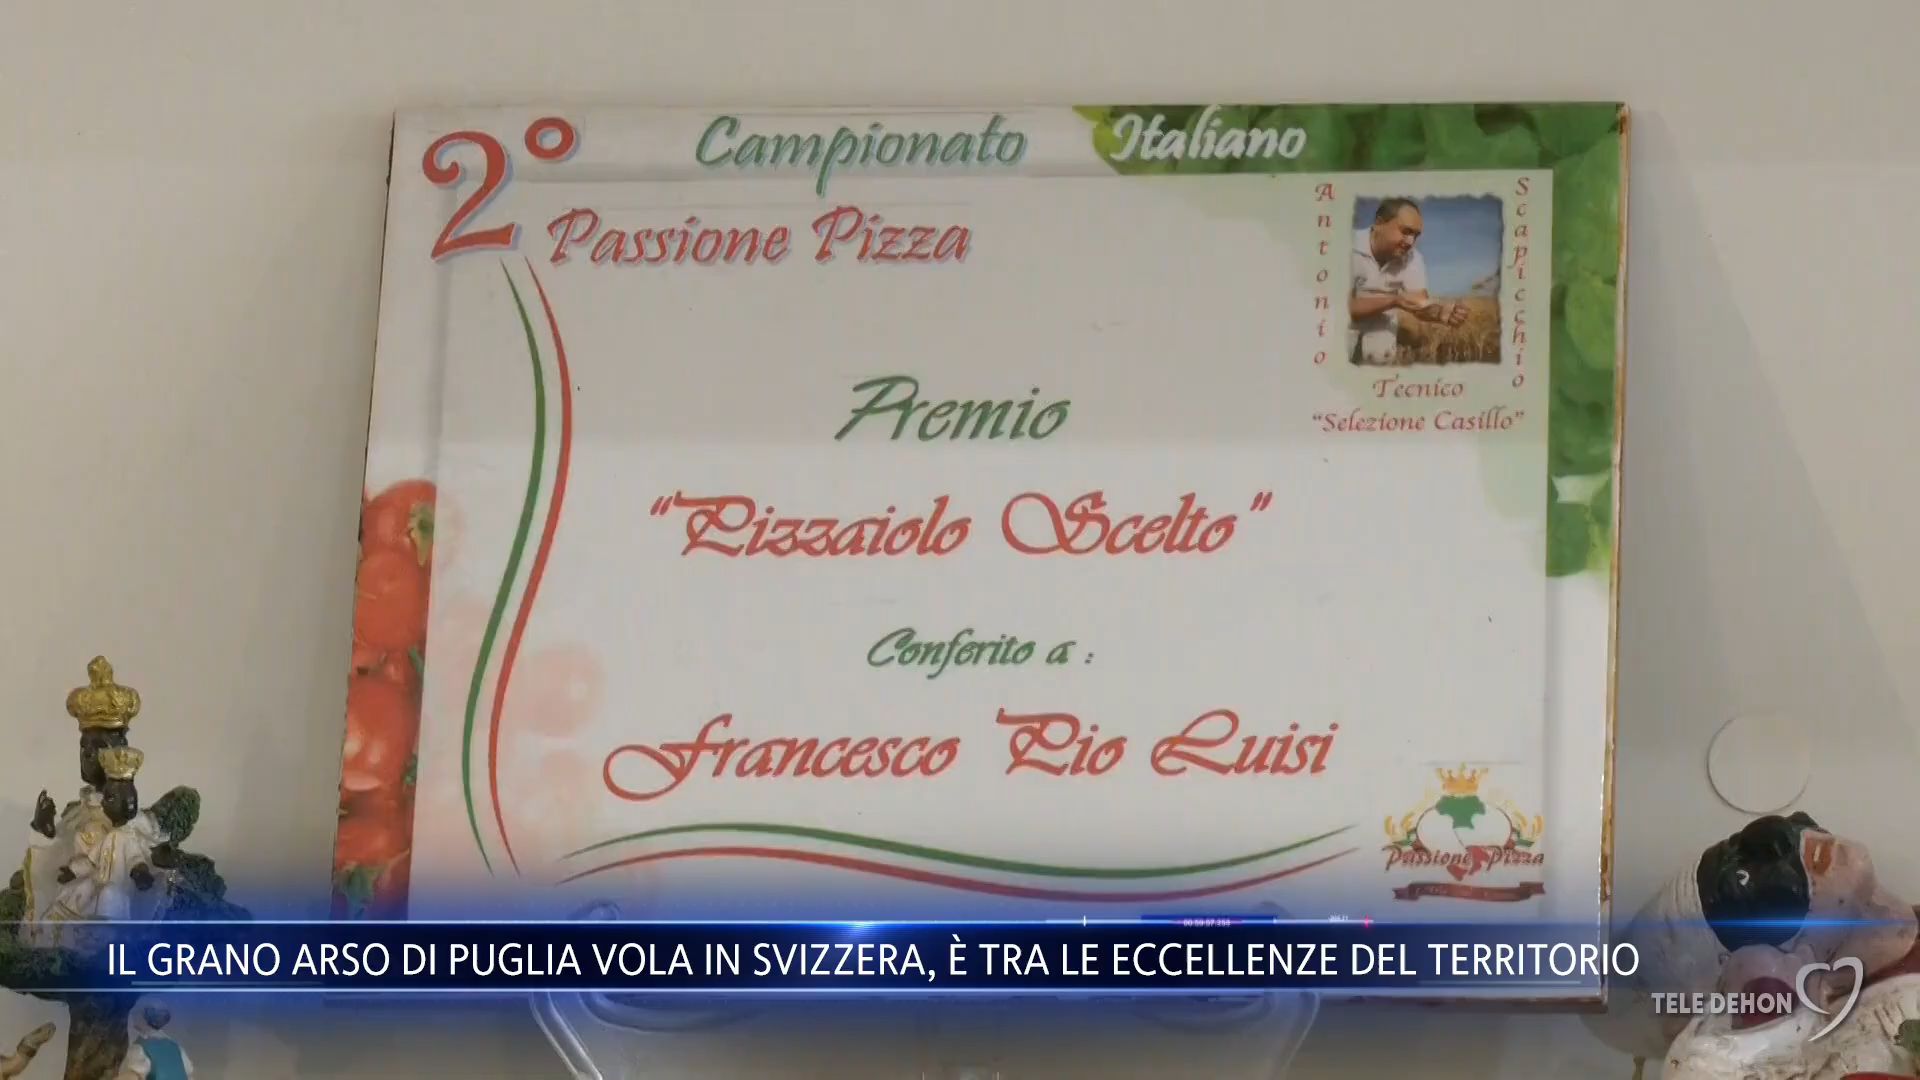 2° Campionato Italiano
Passione Pizza
Antonio
Scapicchio
Tecnico
“Selezione Casillo”
Premio
“Pizzaiolo Scelto”
Conferito a :
Francesco Pio Luisi
Passione Pizza
IL GRANO ARSO DI PUGLIA VOLA IN SVIZZERA, È TRA LE ECCELLENZE DEL TERRITORIO
TELE DEHON